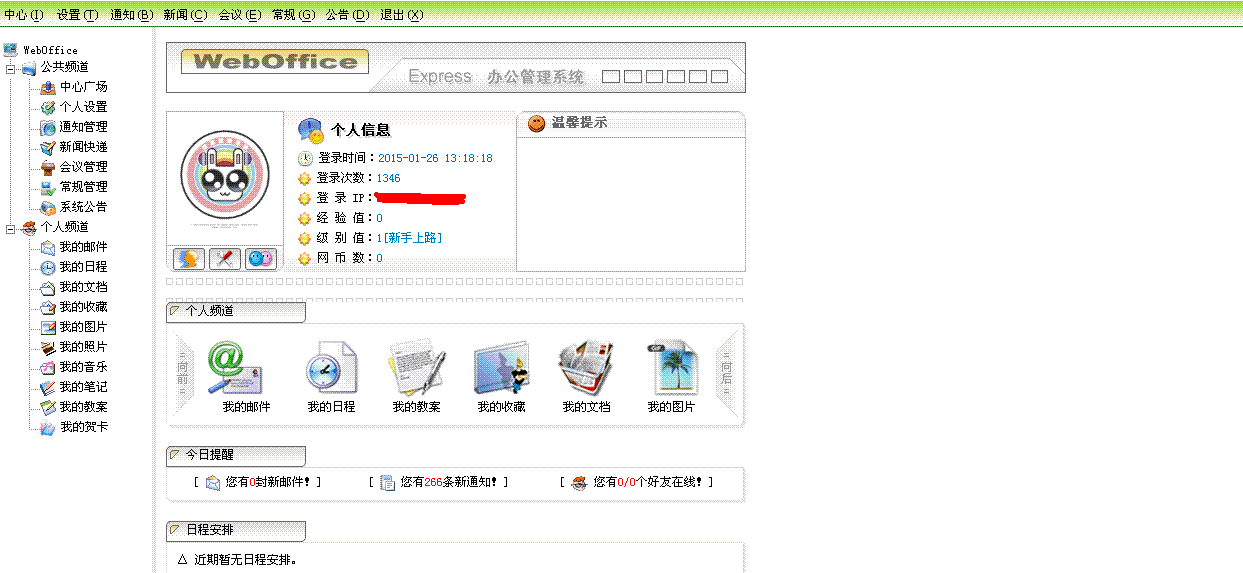 中心(I) 设置(T) 通知(B) 新闻(C) 会议(E) 常规(G) 公告(D) 退出(X)
WebOffice
公共频道
中心广场
个人设置
通知管理
新闻快递
会议管理
常规管理
系统公告
个人频道
我的邮件
我的日程
我的文档
我的收藏
我的图片
我的照片
我的音乐
我的笔记
我的教案
我的贺卡
WebOffice
Express 办公管理系统
个人信息
登录时间：2015-01-26 13:18:18
登录次数：1346
登 录 IP：
经 验 值：0
级 别 值：1[新手上路]
网 币 数：0
温馨提示
个人频道
向前
我的邮件 我的日程 我的教案 我的收藏 我的文档 我的图片
向后
今日提醒
[ 您有0封新邮件! ] [ 您有266条新通知! ] [ 您有0/0个好友在线! ]
日程安排
△ 近期暂无日程安排。